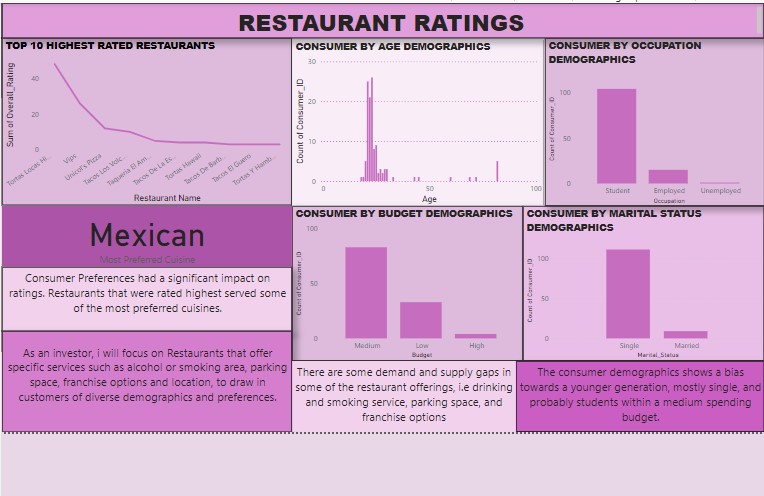 RESTAURANT RATINGS
TOP 10 HIGHEST RATED RESTAURANTS
Sum of Overall_Rating
40
20
0
Tortas Locas Hi...
Vips
Unicol's Pizza
Tacos Los Volc...
Taqueria El Am...
Tacos De La Es...
Tortas Hawaii
Tacos De Barb...
Tacos El Guero
Tortas Y Hamb...
Restaurant Name
CONSUMER BY AGE DEMOGRAPHICS
Count of Consumer_ID
30
20
10
0
0
50
100
Age
CONSUMER BY OCCUPATION
DEMOGRAPHICS
Count of Consumer_ID
100
50
0
Student
Employed
Unemployed
Occupation
Mexican
Most Preferred Cuisine
Consumer Preferences had a significant impact on
ratings. Restaurants that were rated highest served some
of the most preferred cuisines.
As an investor, i will focus on Restaurants that offer
specific services such as alcohol or smoking area, parking
space, franchise options and location, to draw in
customers of diverse demographics and preferences.
CONSUMER BY BUDGET DEMOGRAPHICS
Count of Consumer_ID
100
50
0
Medium
Low
High
Budget
CONSUMER BY MARITAL STATUS
DEMOGRAPHICS
Count of Consumer_ID
100
50
0
Single
Married
Marital_Status
There are some demand and supply gaps in
some of the restaurant offerings, i.e drinking
and smoking service, parking space, and
franchise options
The consumer demographics shows a bias
towards a younger generation, mostly single, and
probably students within a medium spending
budget.